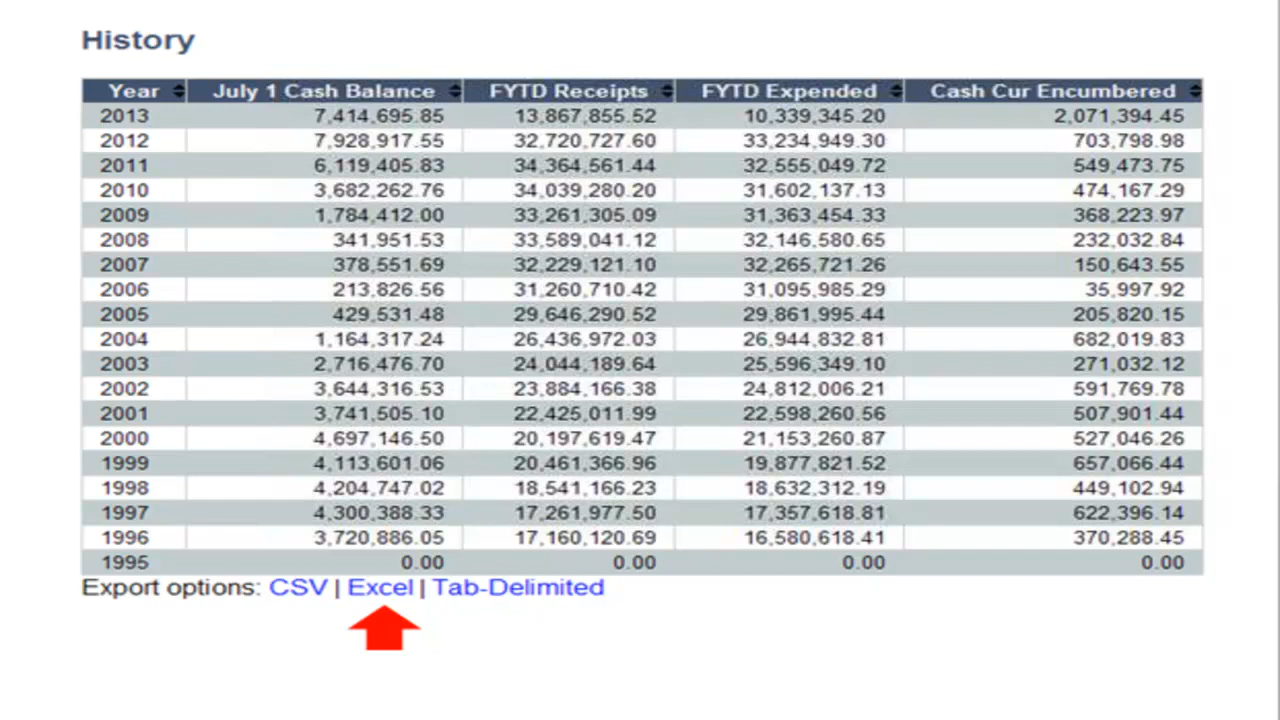 History
Year July 1 Cash Balance FYTD Receipts FYTD Expended Cash Cur Encumbered
2013 7,414,695.85 13,867,855.52 10,339,345.20 2,071,394.45
2012 7,928,917.55 32,720,727.60 33,234,949.30 703,798.98
2011 6,119,405.83 34,364,561.44 32,555,049.72 549,473.75
2010 3,682,262.76 34,039,280.20 31,602,137.13 474,167.29
2009 1,784,412.00 33,261,305.09 31,363,454.33 368,223.97
2008 341,951.53 33,589,041.12 32,146,580.65 232,032.84
2007 378,551.69 32,229,121.10 32,265,721.26 150,643.55
2006 213,826.56 31,260,710.42 31,095,985.29 35,997.92
2005 429,531.48 29,646,290.52 29,861,995.44 205,820.15
2004 1,164,317.24 26,436,972.03 26,944,832.81 682,019.83
2003 2,716,476.70 24,044,189.64 25,596,349.10 271,032.12
2002 3,644,316.53 23,884,166.38 24,812,006.21 591,769.78
2001 3,741,505.10 22,425,011.99 22,598,260.56 507,901.44
2000 4,697,146.50 20,197,619.47 21,153,260.87 527,046.26
1999 4,113,601.06 20,461,366.96 19,877,821.52 657,066.44
1998 4,204,747.02 18,541,166.23 18,632,312.19 449,102.94
1997 4,300,388.33 17,261,977.50 17,357,618.81 622,396.14
1996 3,720,886.05 17,160,120.69 16,580,618.41 370,288.45
1995 0.00 0.00 0.00 0.00
Export options: CSV | Excel | Tab-Delimited